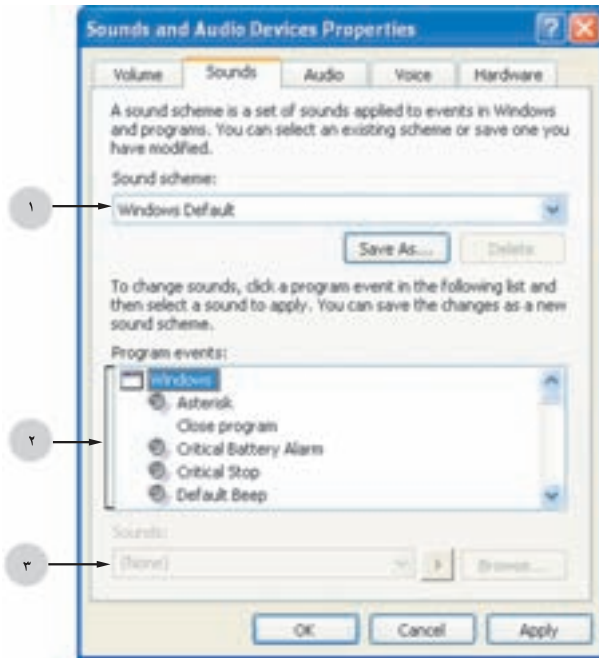 Sounds and Audio Devices Properties
Volume Sounds Audio Voice Hardware
A sound scheme is a set of sounds applied to events in Windows
and programs. You can select an existing scheme or save one you
have modified.
Sound scheme:
۱
Windows Default
Save As... Delete
To change sounds, click a program event in the following list and
then select a sound to apply. You can save the changes as a new
sound scheme.
Program events:
Windows
Asterisk
Close program
۲
Critical Battery Alarm
Critical Stop
Default Beep
Sounds:
۳
(None) Browse...
OK Cancel Apply